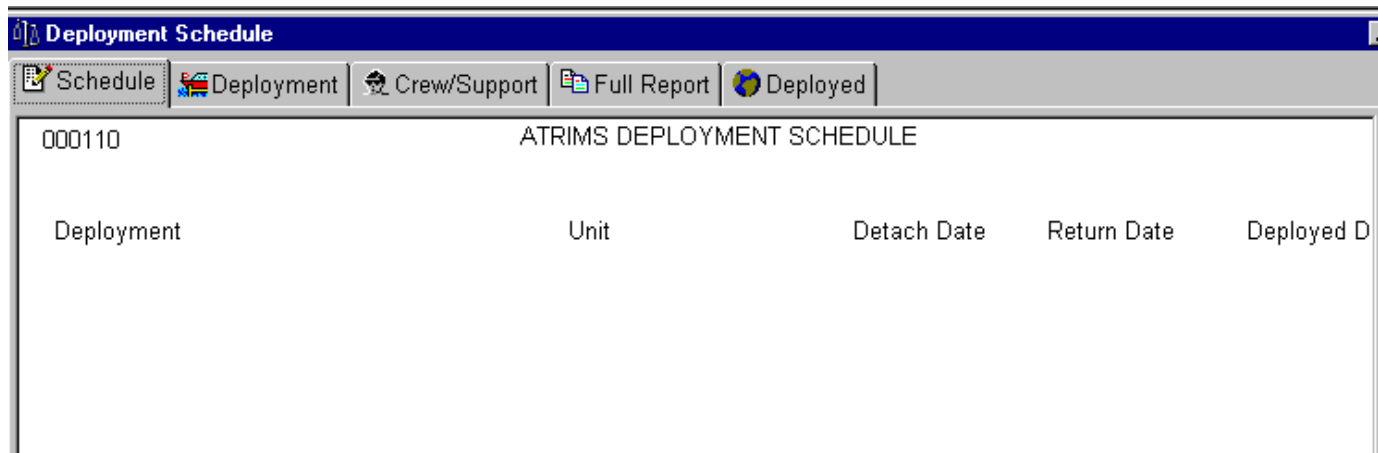 Deployment Schedule
Schedule Deployment Crew/Support Full Report Deployed
000110 ATRIMS DEPLOYMENT SCHEDULE
Deployment Unit Detach Date Return Date Deployed D